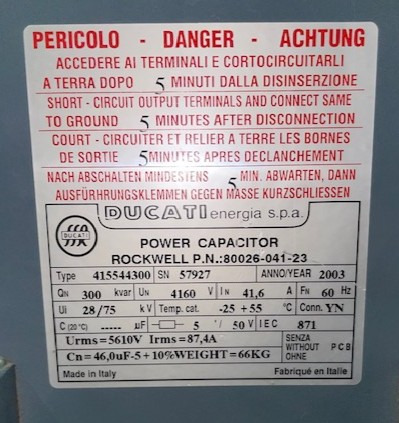 PERICOLO - DANGER - ACHTUNG
ACCEDERE AI TERMINALI E CORTOCIRCUITARLI
A TERRA DOPO 5 MINUTI DALLA DISINSERZIONE
SHORT - CIRCUIT OUTPUT TERMINALS AND CONNECT SAME
TO GROUND 5 MINUTES AFTER DISCONNECTION
COURT - CIRCUITER ET RELIER A TERRE LES BORNES
DE SORTIE 5 MINUTES APRES DECLANCHEMENT
NACH ABSCHALTEN MINDESTENS 5 MIN. ABWARTEN, DANN
AUSFÜHRUNGSKLEMMEN GEGEN MASSE KURZSCHLIESSEN
DUCATI energia s.p.a.
DUCATI
POWER CAPACITOR
ROCKWELL P.N.:80026-041-23
Type 415544300 SN 57927 ANNO/YEAR 2003
QN 300 kvar UN 4160 V IN 41,6 A FN 60 Hz
Ui 28/75 kV Temp. cat. -25 +55 °C Conn. YN
C (20°C) ----- µF 5 / 50 V IEC 871
Urms=5610V Irms=87,4A SENZA WITHOUT OHNE PCB
Cn=46,0uF-5+10% WEIGHT=66KG
Made in Italy Fabriqué en Italie